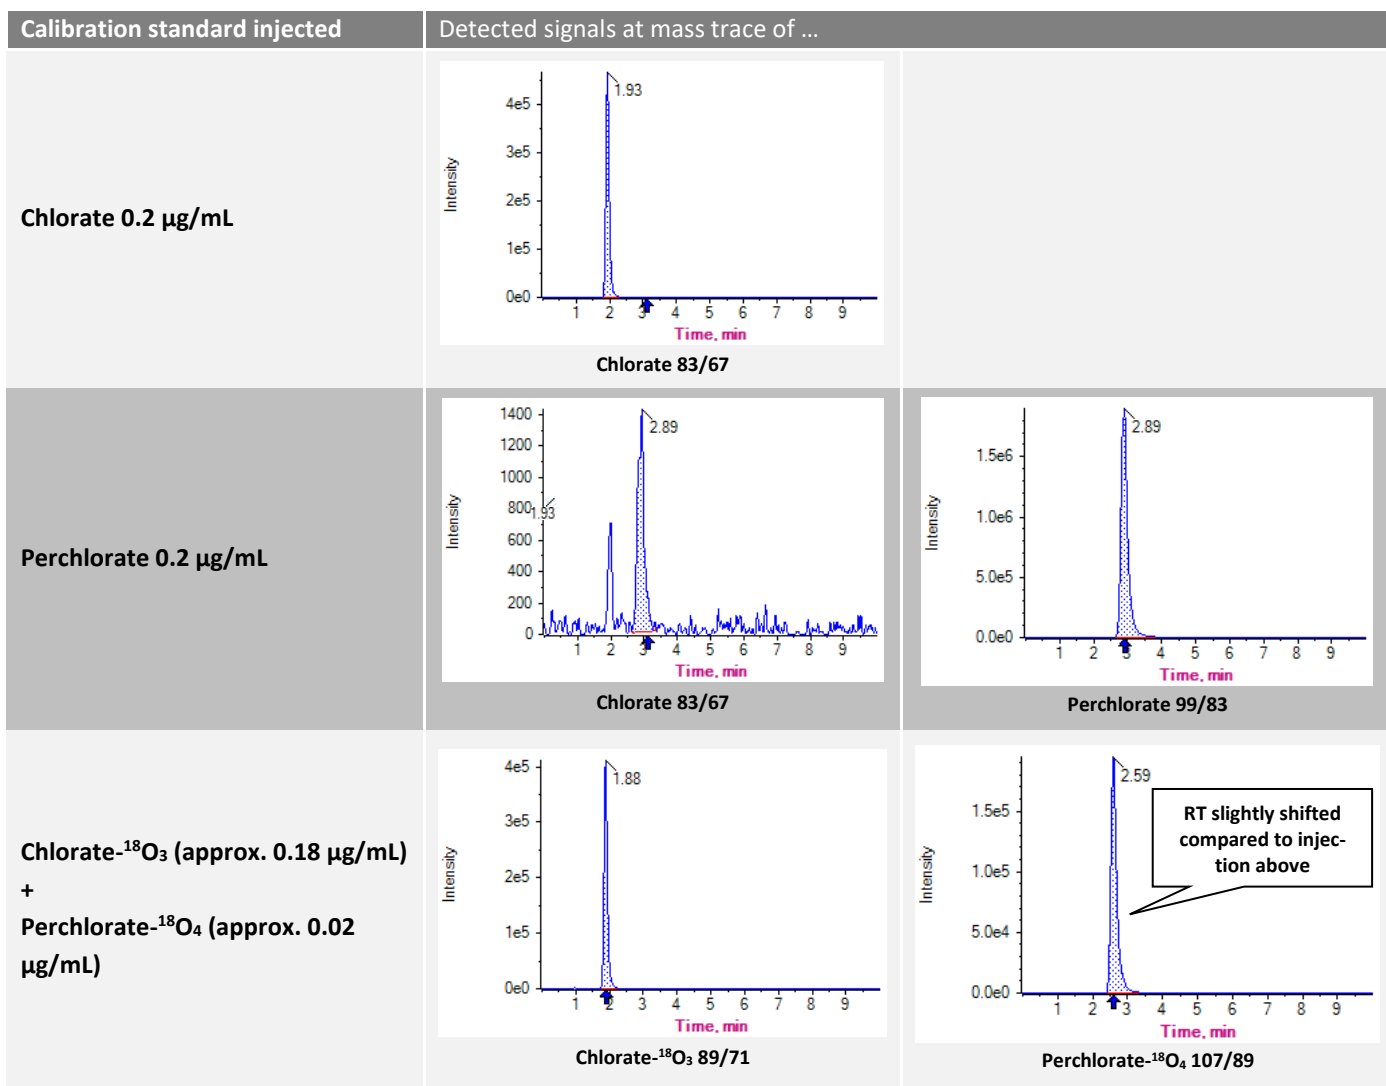 Calibration standard injected
Detected signals at mass trace of …
Chlorate 0.2 µg/mL
Intensity
4e5
3e5
2e5
1e5
0e0
1.93
1 2 3 4 5 6 7 8 9
Time, min
Chlorate 83/67
Perchlorate 0.2 µg/mL
Intensity
1400
1200
1000
800
600
400
200
0
1.93
2.89
1 2 3 4 5 6 7 8 9
Time, min
Chlorate 83/67
Intensity
1.5e6
1.0e6
5.0e5
0.0e0
2.89
1 2 3 4 5 6 7 8 9
Time, min
Perchlorate 99/83
Chlorate-¹⁸O₃ (approx. 0.18 µg/mL)
+
Perchlorate-¹⁸O₄ (approx. 0.02
µg/mL)
Intensity
4e5
3e5
2e5
1e5
0e0
1.88
1 2 3 4 5 6 7 8 9
Time, min
Chlorate-¹⁸O₃ 89/71
Intensity
1.5e5
1.0e5
5.0e4
0.0e0
2.59
RT slightly shifted
compared to injec-
tion above
1 2 3 4 5 6 7 8 9
Time, min
Perchlorate-¹⁸O₄ 107/89